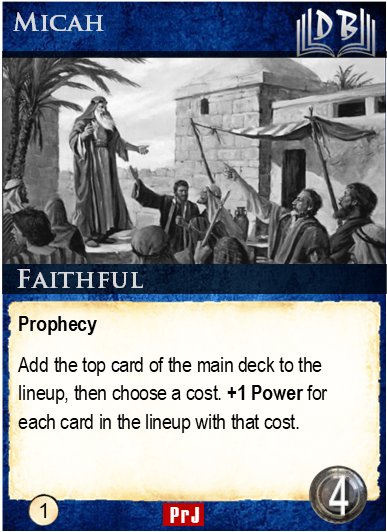 Micah
DB
Faithful
Prophecy
Add the top card of the main deck to the
lineup, then choose a cost. +1 Power for
each card in the lineup with that cost.
1
PrJ
4